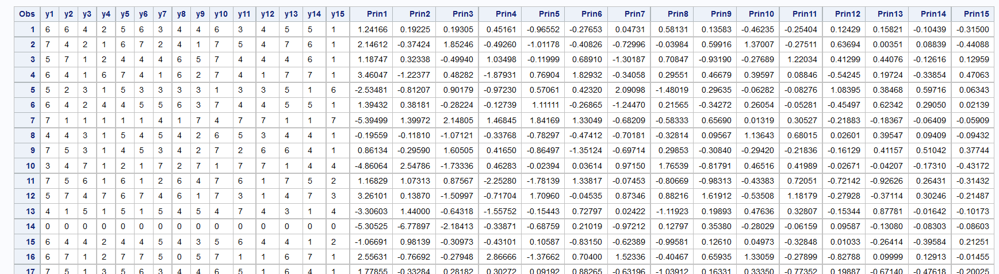 Obs y1 y2 y3 y4 y5 y6 y7 y8 y9 y10 y11 y12 y13 y14 y15 Prin1 Prin2 Prin3 Prin4 Prin5 Prin6 Prin7 Prin8 Prin9 Prin10 Prin11 Prin12 Prin13 Prin14 Prin15
1 6 6 4 2 5 6 3 4 4 6 3 4 5 5 1 1.24166 0.19225 0.19305 0.45161 -0.96552 -0.27653 0.04731 0.58131 0.13583 -0.46235 -0.25404 0.12429 0.15821 -0.10439 -0.31500
2 7 4 2 1 6 7 2 4 1 7 5 4 7 6 1 2.14612 -0.37424 1.85246 -0.49260 -1.01178 -0.40826 -0.72996 -0.03984 0.59916 1.37007 -0.27511 0.63694 0.00351 0.08839 -0.44088
3 5 7 1 2 4 4 4 6 5 7 4 4 4 6 1 1.18747 0.32338 -0.49940 1.03498 -0.11999 0.68910 -1.30187 0.70847 -0.93190 -0.27689 1.22034 0.41299 0.44076 -0.12616 0.12959
4 6 4 1 6 7 4 1 6 2 7 4 1 7 7 1 3.46047 -1.22377 0.48282 -1.87931 0.76904 1.82932 -0.34058 0.29551 0.46679 0.39597 0.08846 -0.54245 0.19724 -0.33854 0.47063
5 5 2 3 1 5 3 3 3 3 1 3 3 5 1 6 -2.53481 -0.81207 0.90179 -0.97230 0.57061 0.42320 2.09098 -1.48019 0.29635 -0.06282 -0.08276 1.08395 0.38468 0.59716 0.06343
6 6 4 2 4 4 5 5 6 3 7 4 4 5 5 1 1.39432 0.38181 -0.28224 -0.12739 1.11111 -0.26865 -1.24470 0.21565 -0.34272 0.26054 -0.05281 -0.45497 0.62342 0.29050 0.02139
7 7 1 1 1 1 1 4 1 7 4 7 7 1 1 7 -5.39499 1.39972 2.14805 1.46845 1.84169 1.33049 -0.68209 -0.58333 0.65690 0.01319 0.30527 -0.21883 -0.18367 -0.06409 -0.05909
8 4 4 3 1 5 4 5 4 2 6 5 3 4 4 1 -0.19559 -0.11810 -1.07121 -0.33768 -0.78297 -0.47412 -0.70181 -0.32814 0.09567 1.13643 0.68015 0.02601 0.39547 0.09409 -0.09432
9 7 5 3 1 4 5 3 4 2 7 2 6 6 4 1 0.86134 -0.29590 1.60505 0.41650 -0.86497 -1.35124 -0.69714 0.29853 -0.30840 -0.29420 -0.21836 -0.16129 0.41157 0.51042 0.37744
10 3 4 7 1 2 1 7 2 7 1 7 7 1 4 4 -4.86064 2.54786 -1.73336 0.46283 -0.02394 0.03614 0.97150 1.76539 -0.81791 0.46516 0.41989 -0.02671 -0.04207 -0.17310 -0.43172
11 7 5 6 1 6 1 2 6 4 7 6 1 7 5 2 1.16829 1.07313 0.87567 -2.25280 -1.78139 1.33817 -0.07453 -0.80669 -0.98313 -0.43383 0.72051 -0.72142 -0.92626 0.26431 -0.31432
12 5 7 4 7 6 7 4 6 1 7 3 1 4 7 3 3.26101 0.13870 -1.50997 -0.71704 1.70960 -0.04535 0.87346 0.88216 1.61912 -0.53508 1.18179 -0.27928 -0.37114 0.30246 -0.21487
13 4 1 5 1 5 1 5 4 5 4 7 4 3 1 4 -3.30603 1.44000 -0.64318 -1.55752 -0.15443 0.72797 0.02422 -1.11923 0.19893 0.47636 0.32807 -0.15344 0.87781 -0.01642 -0.10173
14 0 0 0 0 0 0 0 0 0 0 0 0 0 0 0 -5.30525 -6.77897 -2.18413 -0.33871 -0.68759 0.21019 -0.97212 0.12797 0.35380 -0.28029 -0.06159 0.09587 -0.13080 -0.08303 -0.08603
15 6 4 4 2 4 4 5 4 3 5 6 4 4 1 2 -1.06691 0.98139 -0.30973 -0.43101 0.10587 -0.83150 -0.62389 -0.99581 0.12610 0.04973 -0.32848 0.01033 -0.26414 -0.39584 0.21251
16 6 7 1 2 7 7 5 0 5 7 1 1 6 7 1 2.55631 -0.76692 -0.27948 2.86666 -1.37662 0.70400 1.52336 -0.40467 0.65935 1.33059 -0.27899 -0.82788 0.09999 0.12913 -0.01455
17 7 5 1 3 5 6 3 4 4 6 5 1 6 4 1 1.77855 -0.33284 0.28182 0.30272 0.09192 0.88265 -0.63196 -1.03912 0.16331 0.33350 -0.77352 0.19887 -0.67140 -0.47618 -0.20025